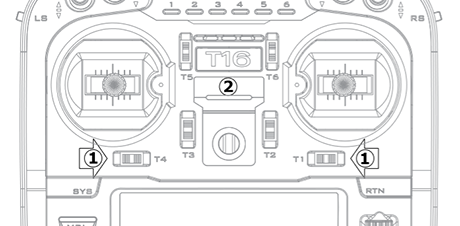 1 2 3 4 5 6
LS RS
T16
T5 T6
②
T3 T2
① T4 T1 ①
SYS RTN